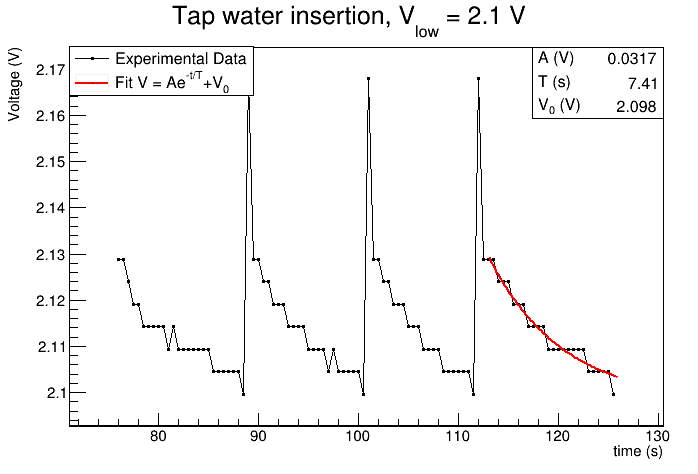 Tap water insertion, V_low = 2.1 V
Voltage (V)
Experimental Data
Fit V = Ae^-t/T+V_0
A (V) 0.0317
T (s) 7.41
V_0 (V) 2.098
2.17
2.16
2.15
2.14
2.13
2.12
2.11
2.1
80 90 100 110 120 130
time (s)